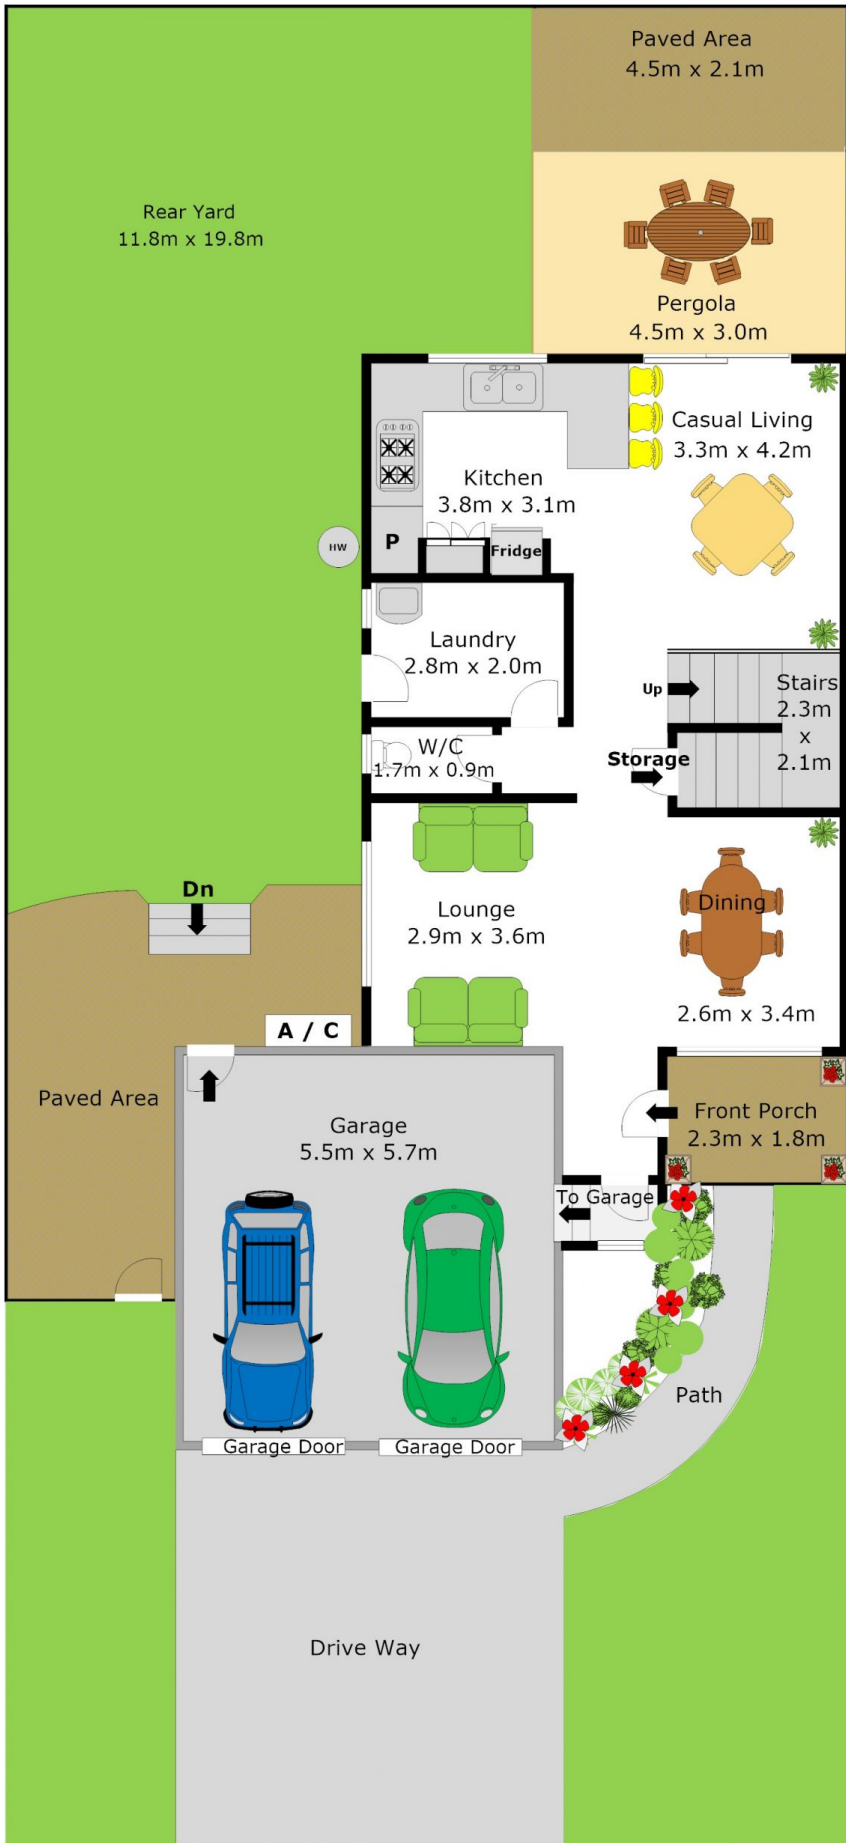 Paved Area
4.5m x 2.1m
Rear Yard
11.8m x 19.8m
Pergola
4.5m x 3.0m
Casual Living
3.3m x 4.2m
Kitchen
3.8m x 3.1m
P
Fridge
HW
Laundry
2.8m x 2.0m
Up
Stairs
2.3m
x
2.1m
W/C
1.7m x 0.9m
Storage
Dn
Lounge
2.9m x 3.6m
Dining
2.6m x 3.4m
A / C
Paved Area
Garage
5.5m x 5.7m
Front Porch
2.3m x 1.8m
To Garage
Path
Garage Door
Garage Door
Drive Way